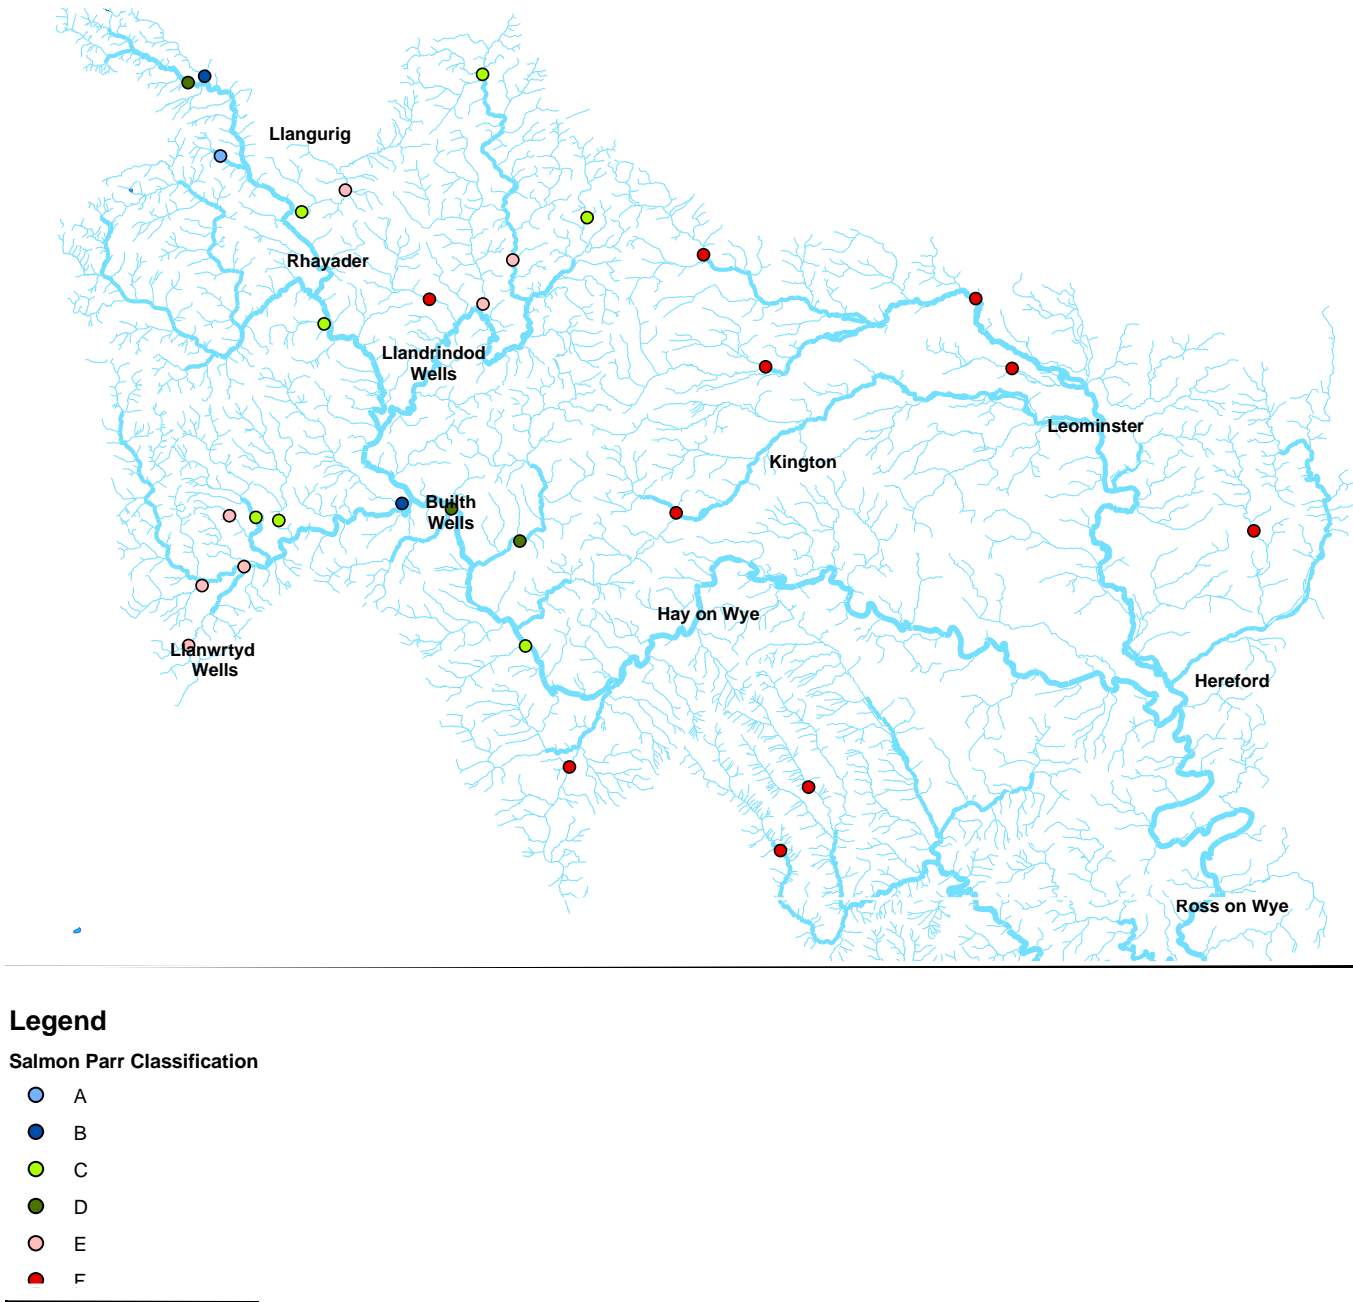 Llangurig
Rhayader
Llandrindod
Wells
Leominster
Kington
Builth
Wells
Hay on Wye
Llanwrtyd
Wells
Hereford
Ross on Wye
Legend
Salmon Parr Classification
A
B
C
D
E